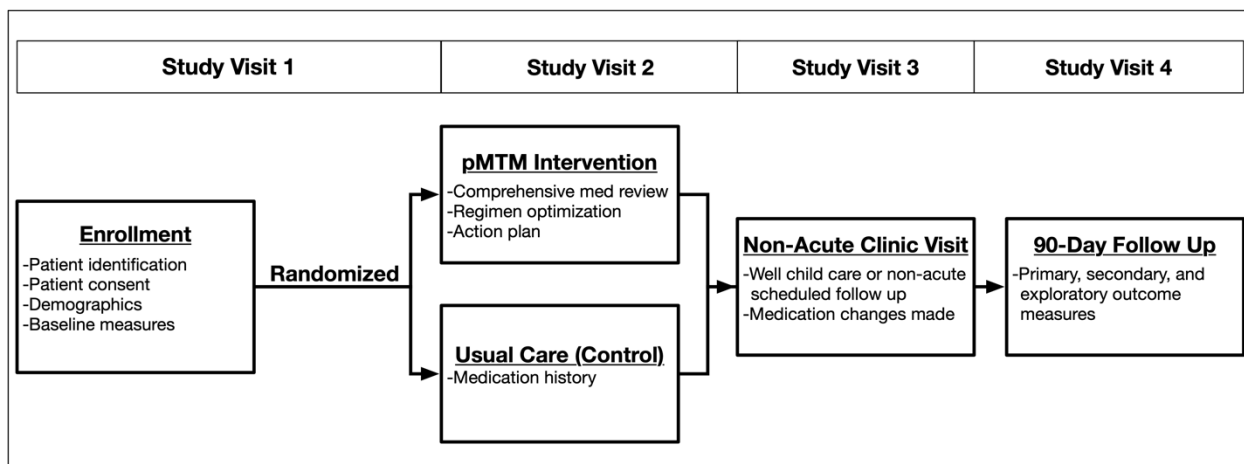 Study Visit 1
Study Visit 2
Study Visit 3
Study Visit 4
Enrollment
-Patient identification
-Patient consent
-Demographics
-Baseline measures
Randomized
pMTM Intervention
-Comprehensive med review
-Regimen optimization
-Action plan
Usual Care (Control)
-Medication history
Non-Acute Clinic Visit
-Well child care or non-acute
scheduled follow up
-Medication changes made
90-Day Follow Up
-Primary, secondary, and
exploratory outcome
measures